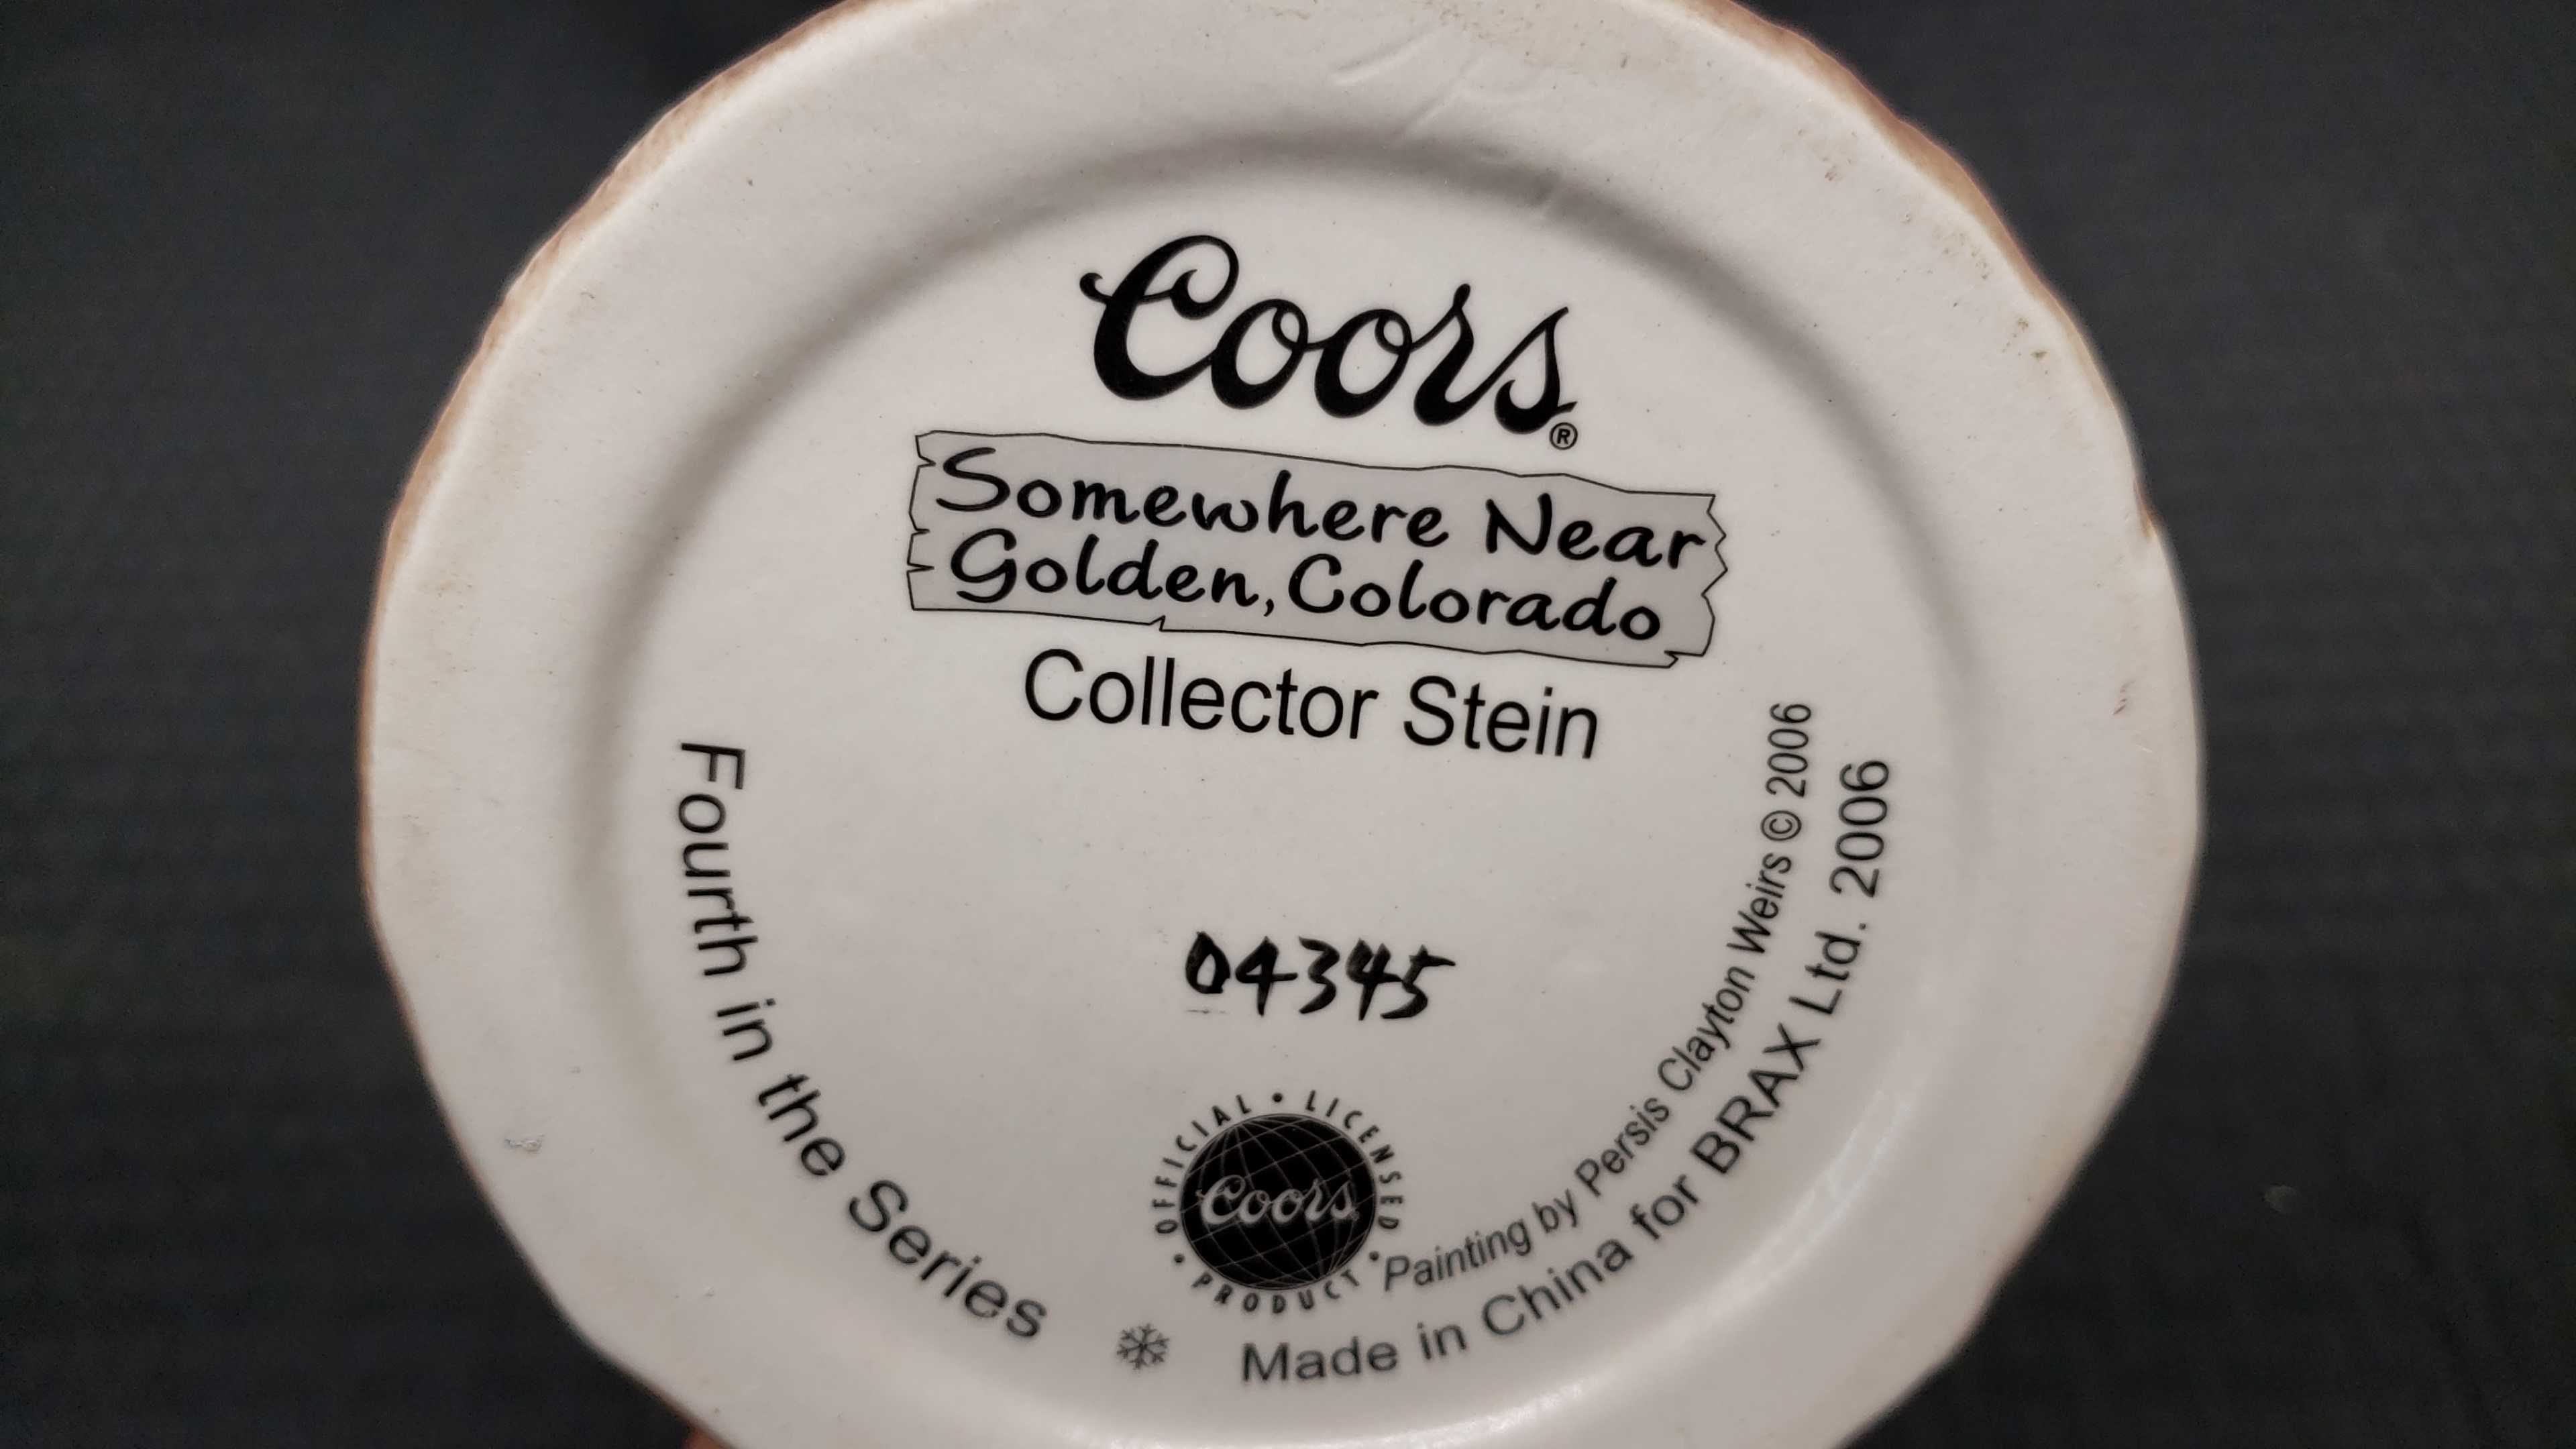 Coors®
Somewhere Near
Golden, Colorado
Collector Stein
04345
OFFICIAL • LICENSED • PRODUCT •
Coors
Fourth in the Series
Painting by Persis Clayton Weirs © 2006
Made in China for BRAX Ltd. 2006